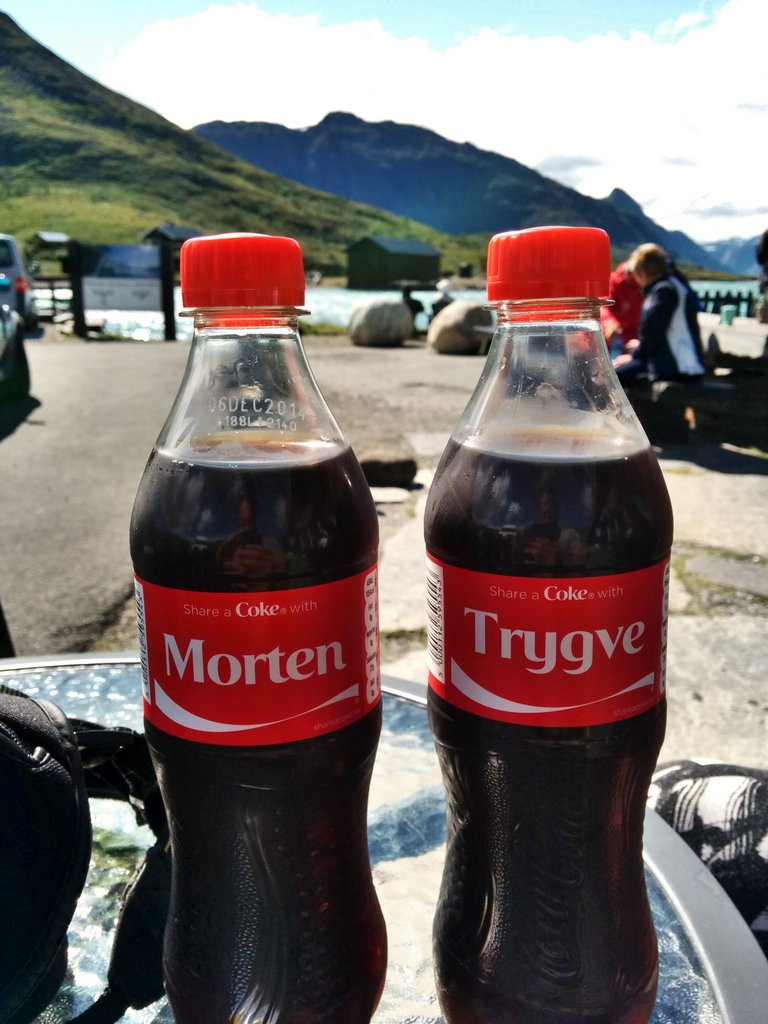 06DEC2014
Share a Coke® with
Morten
Share a Coke® with
Trygve